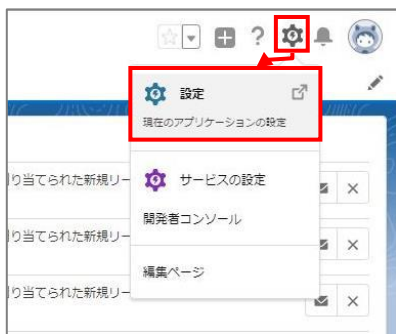 ?
設定
現在のアプリケーションの設定
り当てられた新規リー
サービスの設定
開発者コンソール
り当てられた新規リー
編集ページ
り当てられた新規リー